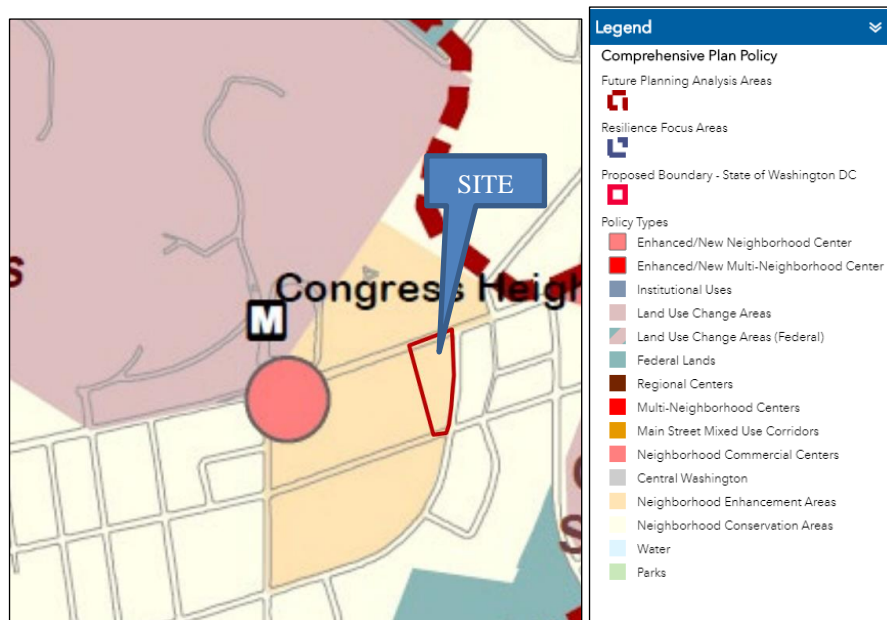 SITE
Congress Heigh
M
s
S
Legend
Comprehensive Plan Policy
Future Planning Analysis Areas
Resilience Focus Areas
Proposed Boundary - State of Washington DC
Policy Types
Enhanced/New Neighborhood Center
Enhanced/New Multi-Neighborhood Center
Institutional Uses
Land Use Change Areas
Land Use Change Areas (Federal)
Federal Lands
Regional Centers
Multi-Neighborhood Centers
Main Street Mixed Use Corridors
Neighborhood Commercial Centers
Central Washington
Neighborhood Enhancement Areas
Neighborhood Conservation Areas
Water
Parks